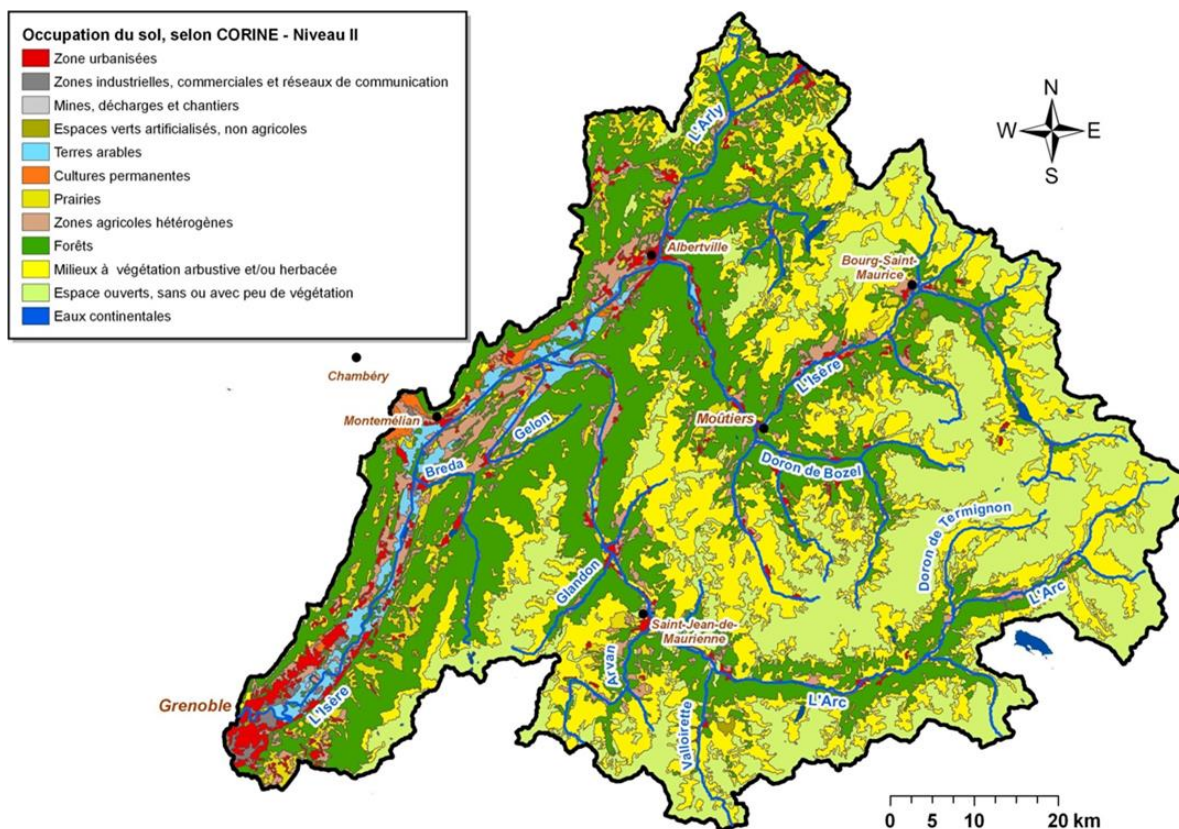 Occupation du sol, selon CORINE - Niveau II
Zone urbanisées
Zones industrielles, commerciales et réseaux de communication
Mines, décharges et chantiers
Espaces verts artificialisés, non agricoles
Terres arables
Cultures permanentes
Prairies
Zones agricoles hétérogènes
Forêts
Milieux à végétation arbustive et/ou herbacée
Espace ouverts, sans ou avec peu de végétation
Eaux continentales
N
W E
S
L'Arly
Albertville
Bourg-Saint-
Maurice
Chambéry
L'Isère
Montemélian
Moûtiers
Gelon
Breda
Doron de Bozel
Doron de Termignon
Glandon
L'Arc
Saint-Jean-de-
Maurienne
Arvan
Grenoble
L'Isère
L'Arc
Valloirette
0 5 10 20 km